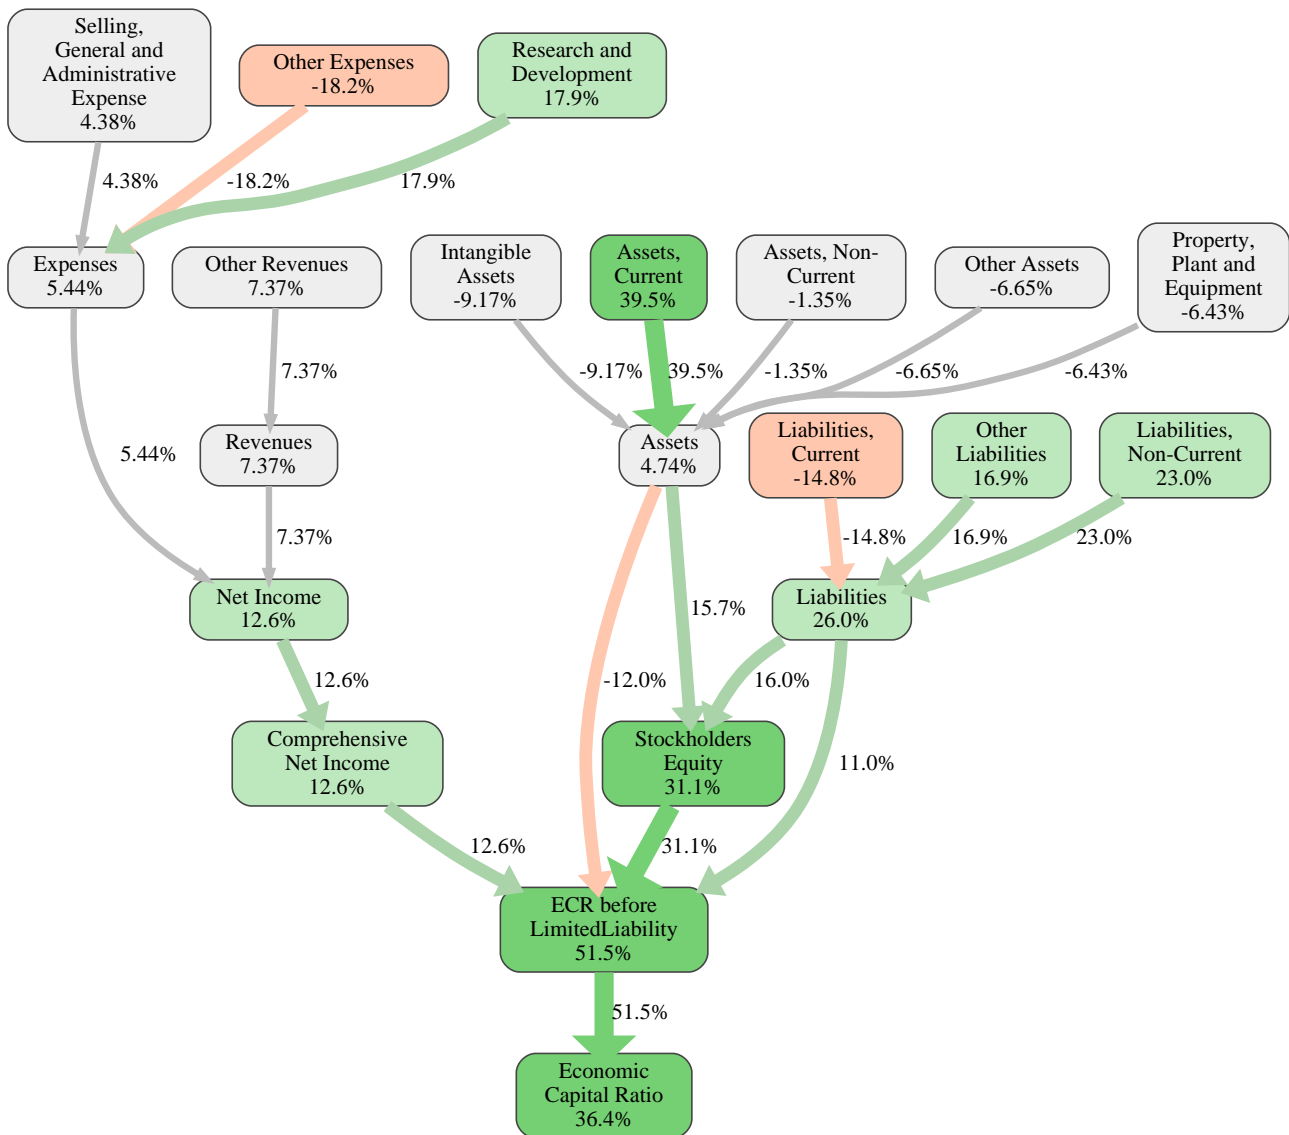 Selling,
General and
Administrative
Expense
4.38%
Other Expenses
-18.2%
Research and
Development
17.9%
4.38%
-18.2%
17.9%
Expenses
5.44%
Other Revenues
7.37%
Intangible
Assets
-9.17%
Assets,
Current
39.5%
Assets, Non-
Current
-1.35%
Other Assets
-6.65%
Property,
Plant and
Equipment
-6.43%
7.37%
-9.17%
39.5%
-1.35%
-6.65%
-6.43%
5.44%
Revenues
7.37%
Assets
4.74%
Liabilities,
Current
-14.8%
Other
Liabilities
16.9%
Liabilities,
Non-Current
23.0%
7.37%
-14.8%
16.9%
23.0%
Net Income
12.6%
15.7%
Liabilities
26.0%
12.6%
-12.0%
16.0%
Comprehensive
Net Income
12.6%
Stockholders
Equity
31.1%
11.0%
12.6%
31.1%
ECR before
LimitedLiability
51.5%
51.5%
Economic
Capital Ratio
36.4%